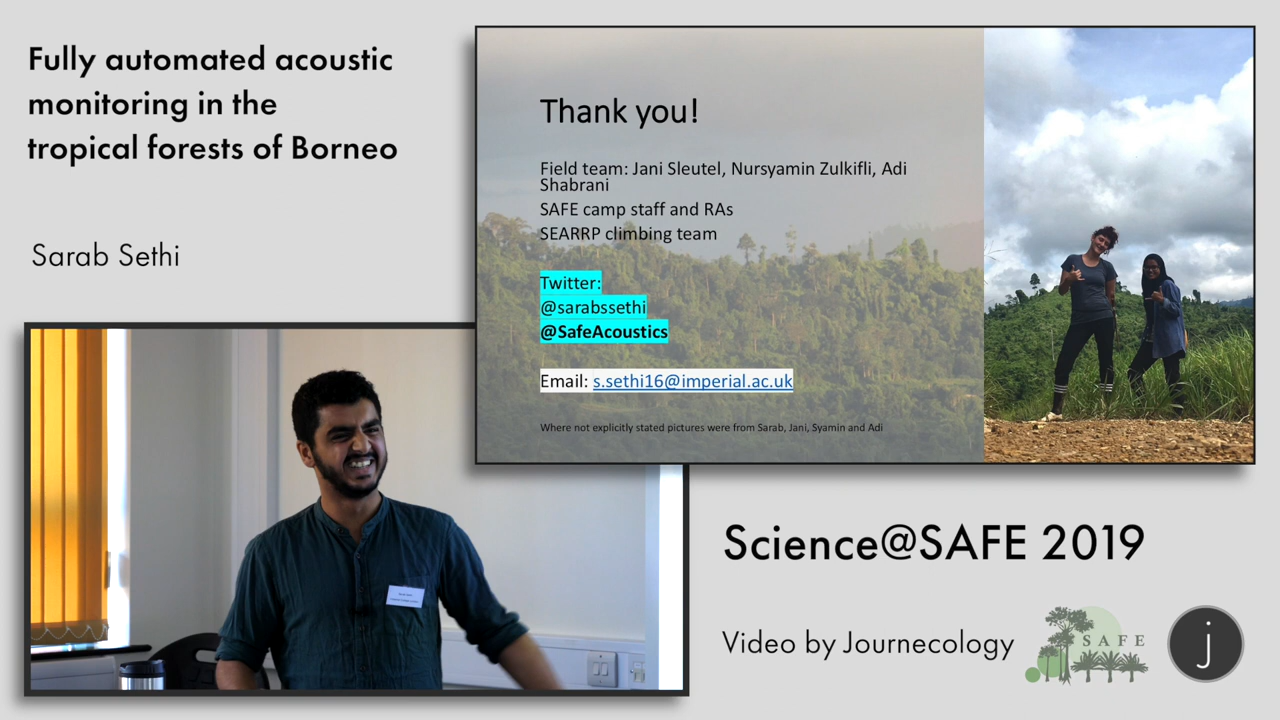 Fully automated acoustic
monitoring in the
tropical forests of Borneo
Sarab Sethi
Thank you!
Field team: Jani Sleutel, Nursyamin Zulkifli, Adi
Shabrani
SAFE camp staff and RAs
SEARRP climbing team
Twitter:
@sarabssethi
@SafeAcoustics
Email: s.sethi16@imperial.ac.uk
Where not explicitly stated pictures were from Sarab, Jani, Syamin and Adi
Science@SAFE 2019
Video by Journecology
SAFE
j